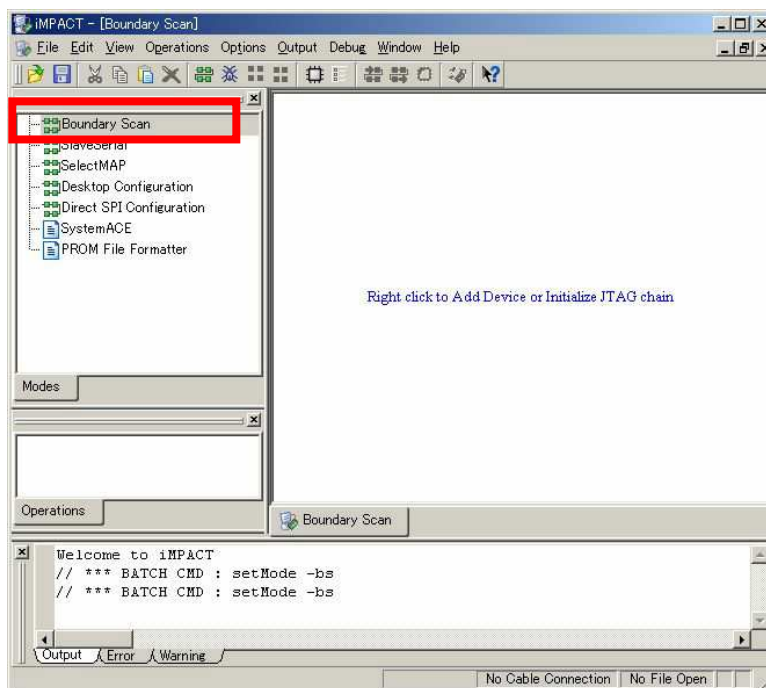 iMPACT - [Boundary Scan]
File Edit View Operations Options Output Debug Window Help
Boundary Scan
SlaveSerial
SelectMAP
Desktop Configuration
Direct SPI Configuration
SystemACE
PROM File Formatter
Right click to Add Device or Initialize JTAG chain
Modes
Operations
Boundary Scan
Welcome to iMPACT
// *** BATCH CMD : setMode -bs
// *** BATCH CMD : setMode -bs
Output Error Warning
No Cable Connection No File Open